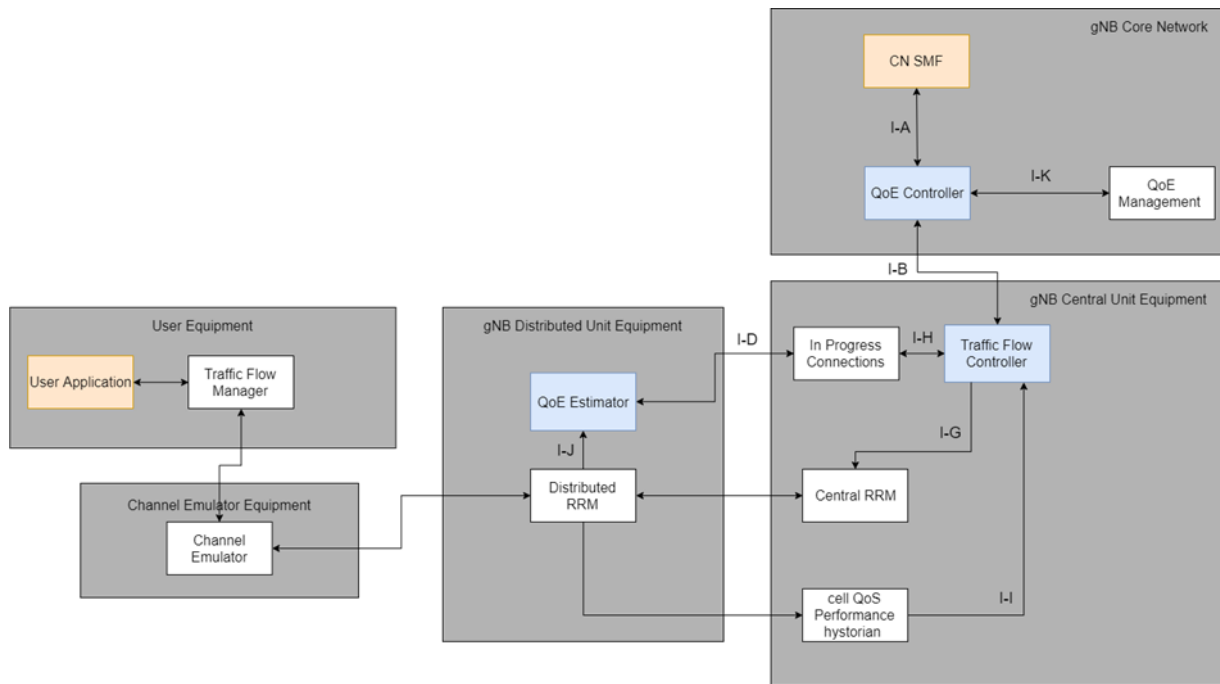 gNB Core Network
CN SMF
I-A
QoE Controller
I-K
QoE
Management
I-B
User Equipment
User Application
Traffic Flow
Manager
Channel Emulator Equipment
Channel
Emulator
gNB Distributed Unit Equipment
QoE Estimator
I-J
Distributed
RRM
I-D
gNB Central Unit Equipment
In Progress
Connections
I-H
Traffic Flow
Controller
I-G
Central RRM
cell QoS
Performance
hystorian
I-I